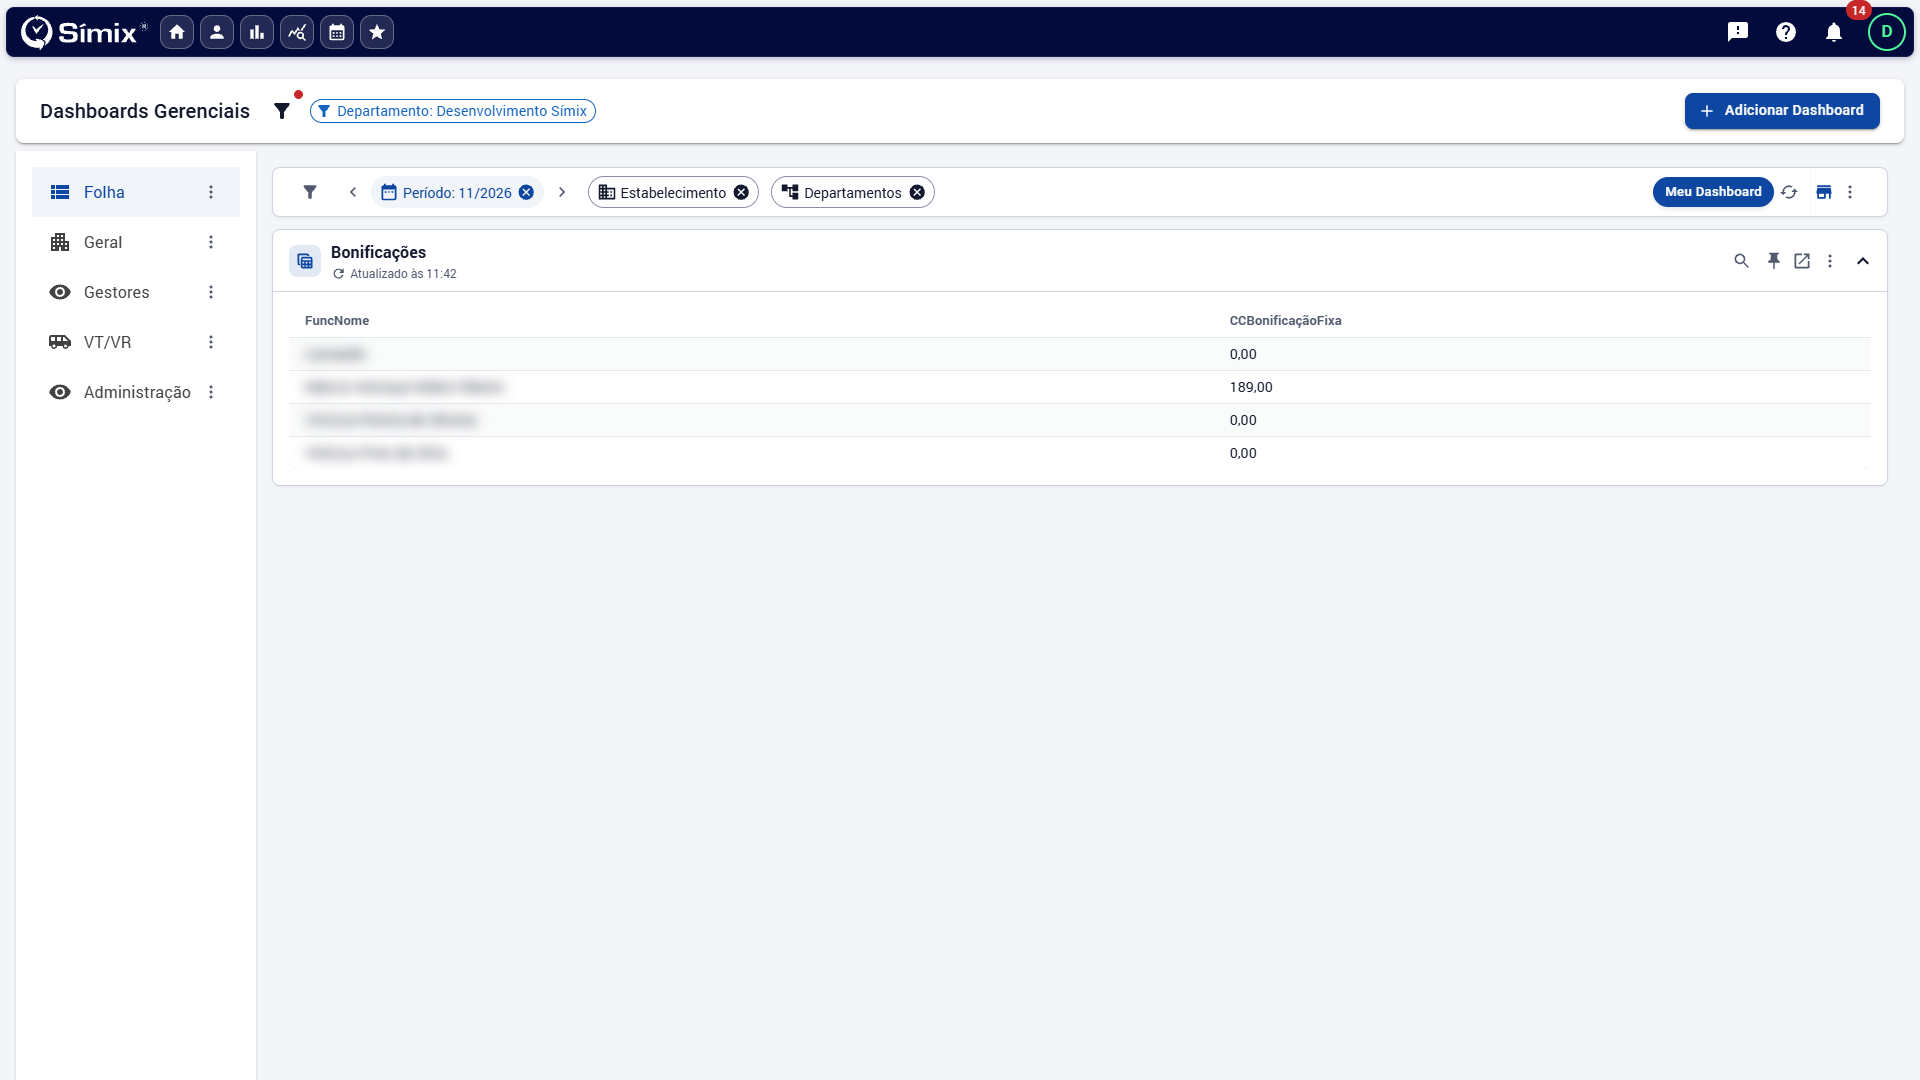 Símix®
14
D
Dashboards Gerenciais
Departamento: Desenvolvimento Símix
+ Adicionar Dashboard
Folha
Geral
Gestores
VT/VR
Administração
Período: 11/2026
Estabelecimento
Departamentos
Meu Dashboard
Bonificações
Atualizado às 11:42
FuncNome CCBonificaçãoFixa
0,00
189,00
0,00
0,00